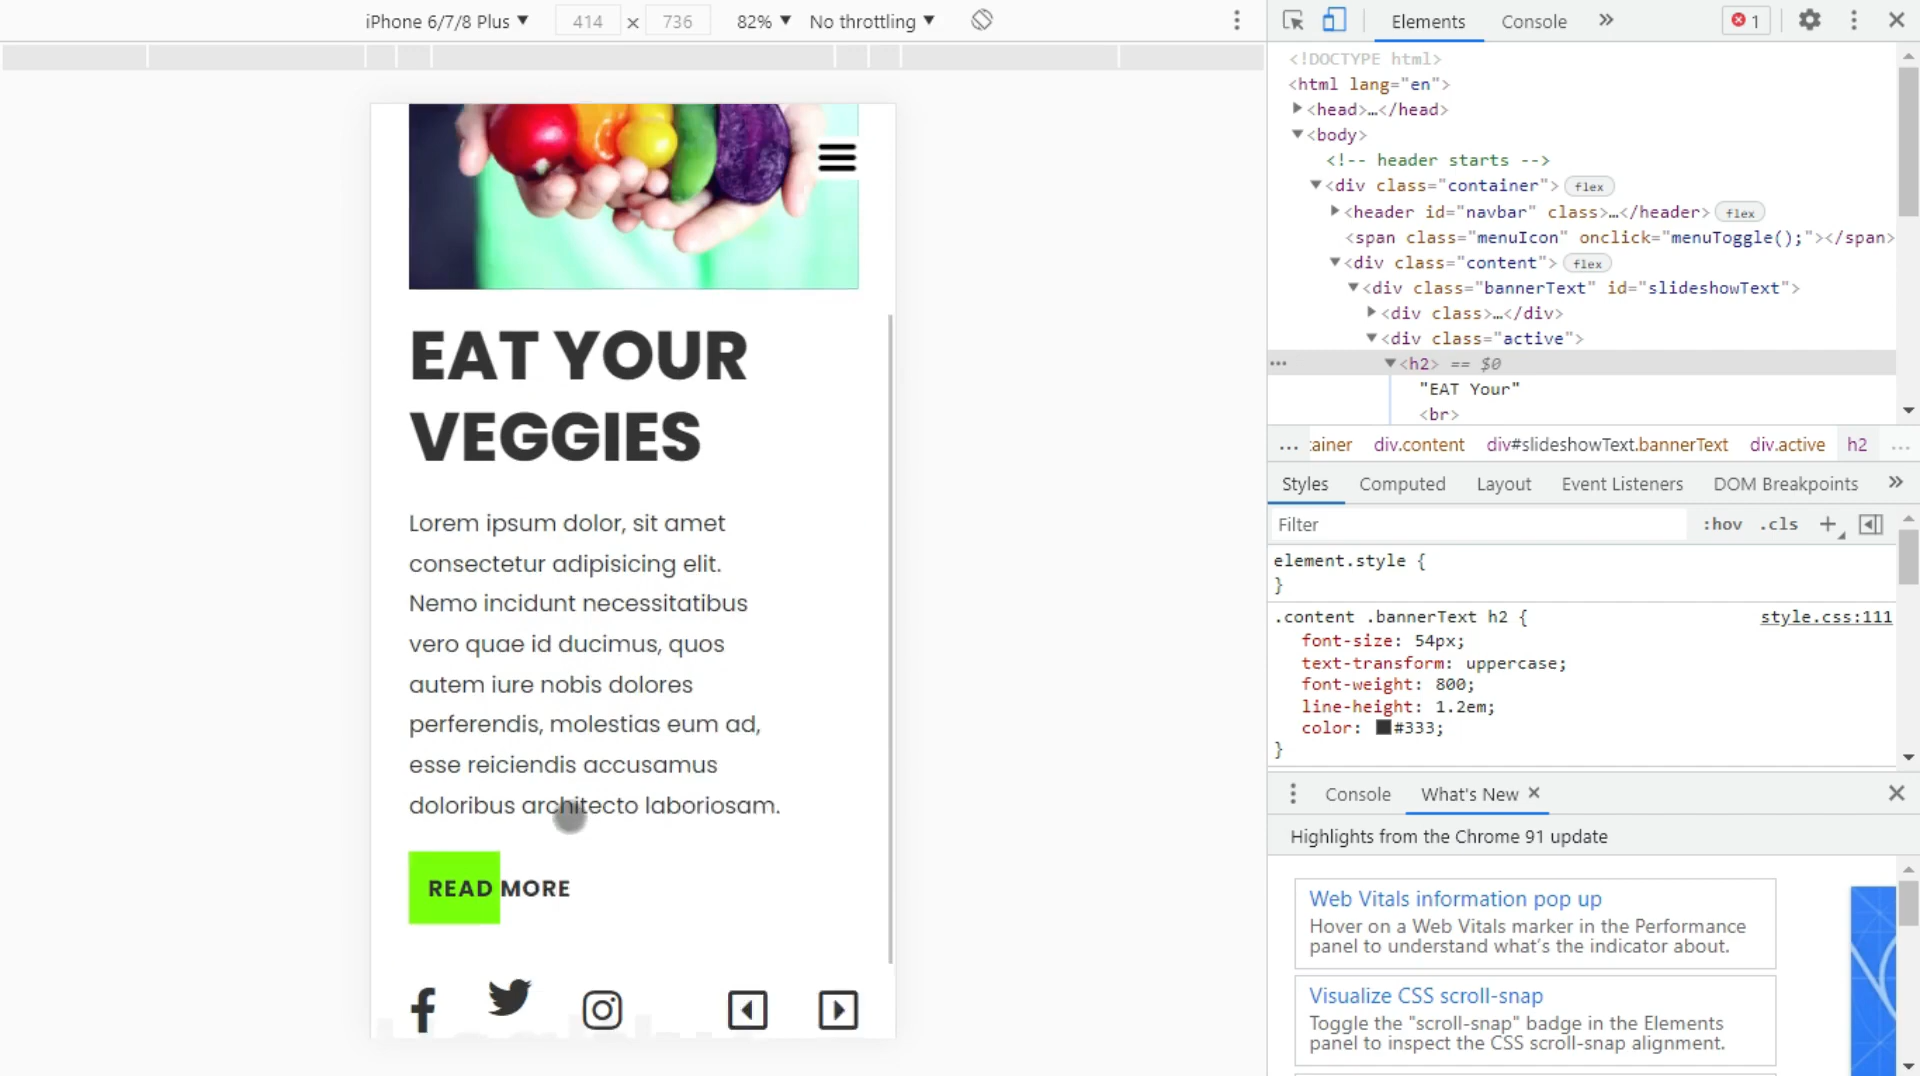 iPhone 6/7/8 Plus ▼ 414 × 736 82% ▼ No throttling ▼
Elements Console » 1
<!DOCTYPE html>
<html lang="en">
<head>…</head>
<body>
<!-- header starts -->
<div class="container"> flex
<header id="navbar" class>…</header> flex
<span class="menuIcon" onclick="menuToggle();"></span>
<div class="content"> flex
<div class="bannerText" id="slideshowText">
<div class>…</div>
<div class="active">
<h2> == $0
"EAT Your"
<br>
... tainer div.content div#slideshowText.bannerText div.active h2 ...
Styles Computed Layout Event Listeners DOM Breakpoints »
Filter :hov .cls +
element.style {
}
.content .bannerText h2 { style.css:111
font-size: 54px;
text-transform: uppercase;
font-weight: 800;
line-height: 1.2em;
color: #333;
}
Console What's New ×
Highlights from the Chrome 91 update
Web Vitals information pop up
Hover on a Web Vitals marker in the Performance
panel to understand what's the indicator about.
Visualize CSS scroll-snap
Toggle the "scroll-snap" badge in the Elements
panel to inspect the CSS scroll-snap alignment.
EAT YOUR
VEGGIES
Lorem ipsum dolor, sit amet
consectetur adipisicing elit.
Nemo incidunt necessitatibus
vero quae id ducimus, quos
autem iure nobis dolores
perferendis, molestias eum ad,
esse reiciendis accusamus
doloribus architecto laboriosam.
READ MORE